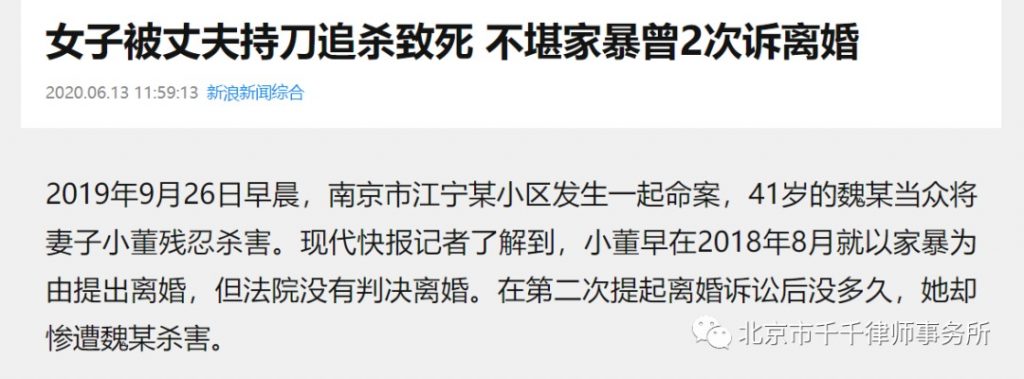 女子被丈夫持刀追杀致死 不堪家暴曾2次诉离婚
2020.06.13 11:59:13 新浪新闻综合
2019年9月26日早晨，南京市江宁某小区发生一起命案，41岁的魏某当众将
妻子小董残忍杀害。现代快报记者了解到，小董早在2018年8月就以家暴为
由提出离婚，但法院没有判决离婚。在第二次提起离婚诉讼后没多久，她却
惨遭魏某杀害。
北京市千千律师事务所